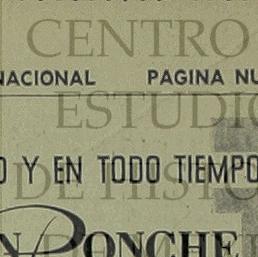 CENTRO
NACIONAL PAGINA NU
ESTUDIO
O Y EN TODO TIEMPO
DE HISTO
N PONCHE